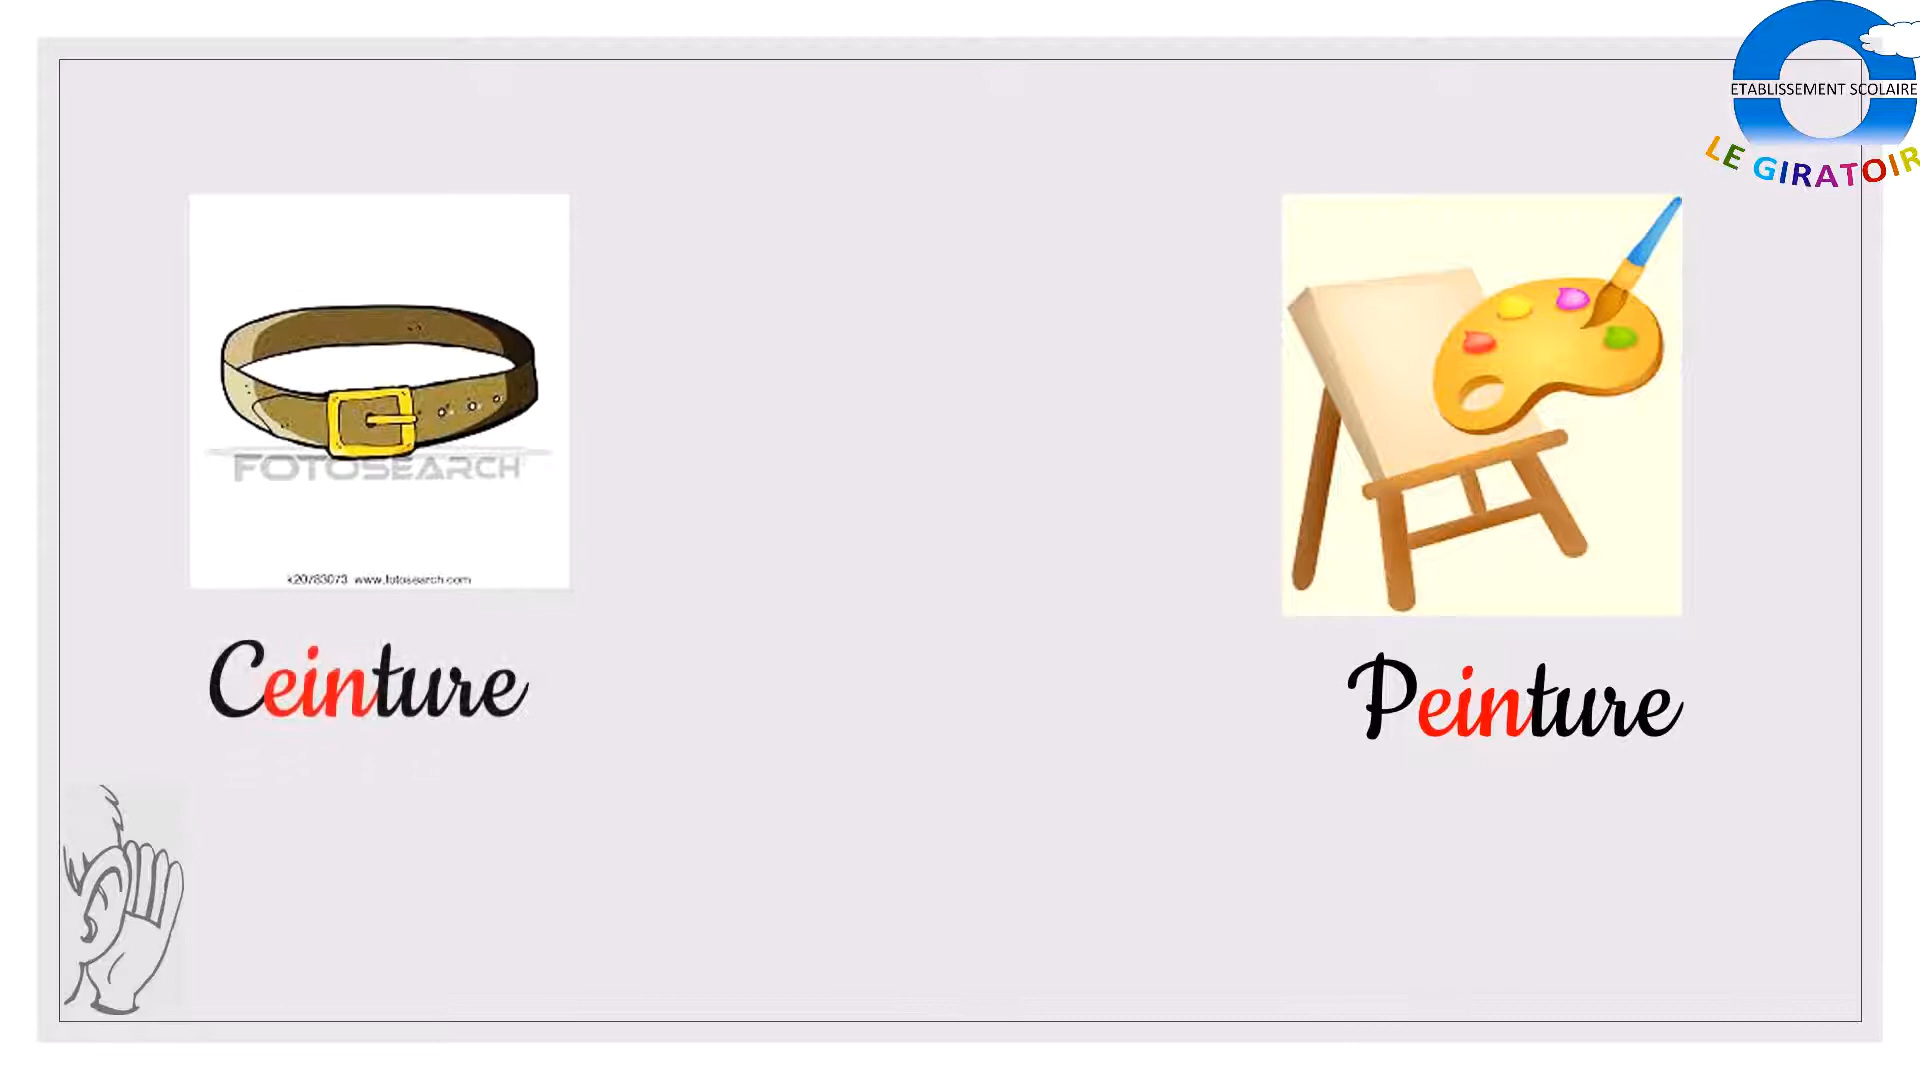 ETABLISSEMENT SCOLAIRE
LE GIRATOIR
FOTOSEARCH
k20783073 www.fotosearch.com
Ceinture
Peinture